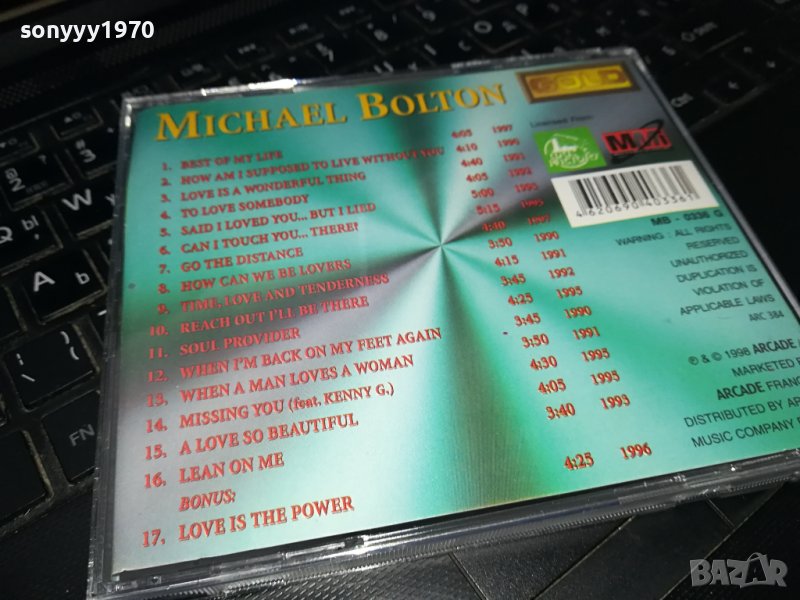 sonyyy1970
MICHAEL BOLTON
GOLD
Licensed From:
1. BEST OF MY LIFE 4:05 1997
2. HOW AM I SUPPOSED TO LIVE WITHOUT YOU 4:10 1990
3. LOVE IS A WONDERFUL THING 4:40 1991
4. TO LOVE SOMEBODY 4:05 1992
5. SAID I LOVED YOU... BUT I LIED 5:00 1993
6. CAN I TOUCH YOU... THERE? 5:15 1995
7. GO THE DISTANCE 4:40 1997
8. HOW CAN WE BE LOVERS 3:50 1990
9. TIME, LOVE AND TENDERNESS 4:15 1991
10. REACH OUT I'LL BE THERE 3:45 1992
11. SOUL PROVIDER 4:25 1995
12. WHEN I'M BACK ON MY FEET AGAIN 3:45 1990
13. WHEN A MAN LOVES A WOMAN 3:50 1991
14. MISSING YOU (feat. KENNY G.) 4:30 1995
15. A LOVE SO BEAUTIFUL 4:05 1995
16. LEAN ON ME 3:40 1993
BONUS:
17. LOVE IS THE POWER 4:25 1996
4620690403361
MB - 0336 G
WARNING : ALL RIGHTS
RESERVED
UNAUTHORIZED
DUPLICATION IS
VIOLATION OF
APPLICABLE LAWS
ARC 384
℗ & © 1998 ARCADE
MARKETED
ARCADE FRANC
DISTRIBUTED BY
MUSIC COMPANY
BAZAR